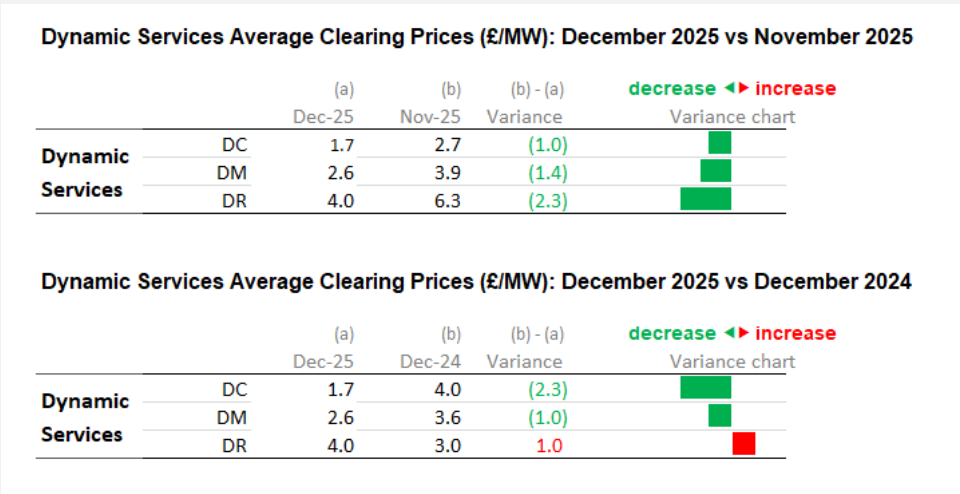 Dynamic Services Average Clearing Prices (£/MW): December 2025 vs November 2025
(a) (b) (b) - (a) decrease ◄► increase
Dec-25 Nov-25 Variance Variance chart
Dynamic Services
DC 1.7 2.7 (1.0)
DM 2.6 3.9 (1.4)
DR 4.0 6.3 (2.3)
Dynamic Services Average Clearing Prices (£/MW): December 2025 vs December 2024
(a) (b) (b) - (a) decrease ◄► increase
Dec-25 Dec-24 Variance Variance chart
Dynamic Services
DC 1.7 4.0 (2.3)
DM 2.6 3.6 (1.0)
DR 4.0 3.0 1.0